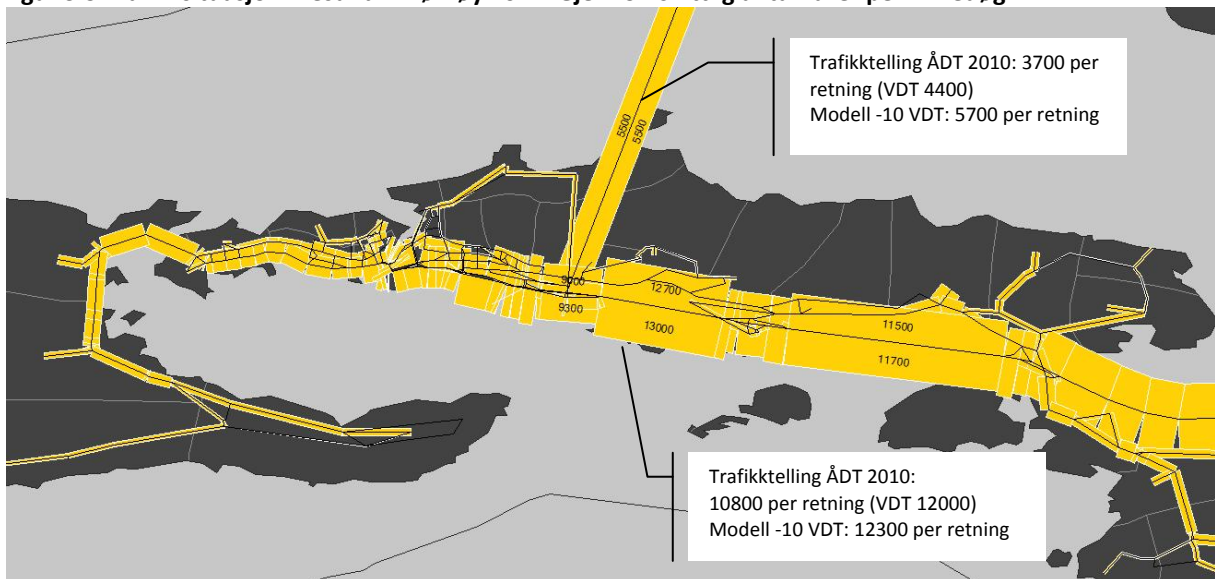 Trafikktelling ÅDT 2010: 3700 per
retning (VDT 4400)
Modell -10 VDT: 5700 per retning
5500
5500
12700
9300
13000
11500
11700
Trafikktelling ÅDT 2010:
10800 per retning (VDT 12000)
Modell -10 VDT: 12300 per retning